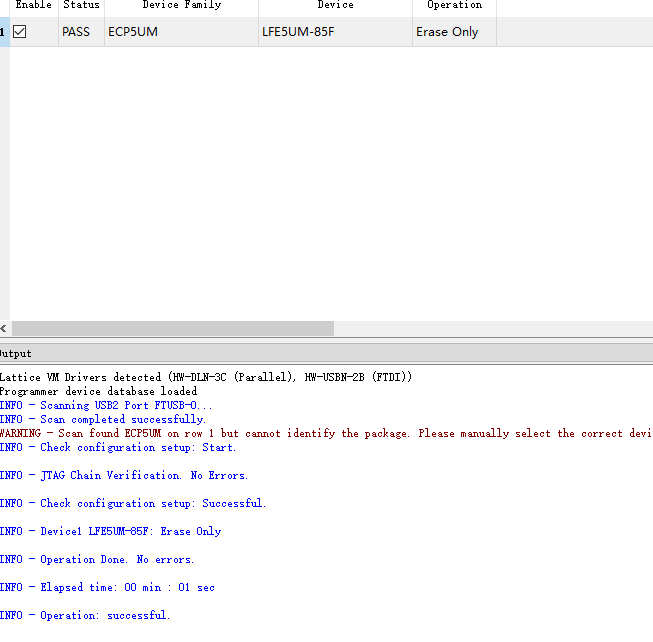 Enable Status Device Family Device Operation
1 PASS ECP5UM LFE5UM-85F Erase Only
Output
Lattice VM Drivers detected (HW-DLN-3C (Parallel), HW-USBN-2B (FTDI))
Programmer device database loaded
INFO - Scanning USB2 Port FTUSB-0...
INFO - Scan completed successfully.
WARNING - Scan found ECP5UM on row 1 but cannot identify the package. Please manually select the correct devi
INFO - Check configuration setup: Start.
INFO - JTAG Chain Verification. No Errors.
INFO - Check configuration setup: Successful.
INFO - Device1 LFE5UM-85F: Erase Only
INFO - Operation Done. No errors.
INFO - Elapsed time: 00 min : 01 sec
INFO - Operation: successful.